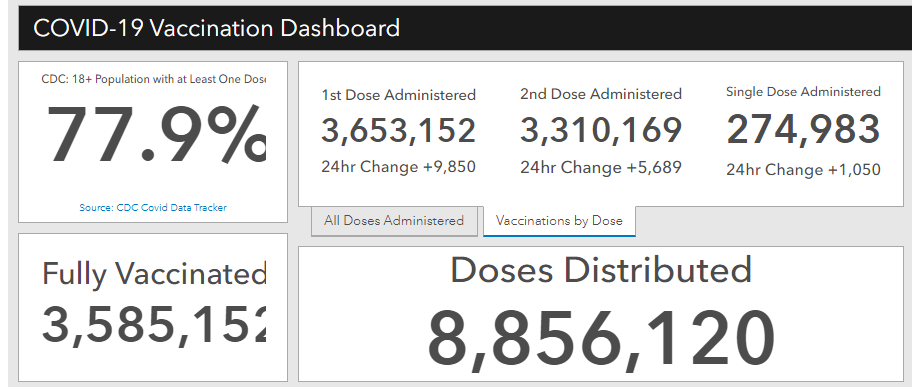 COVID-19 Vaccination Dashboard
CDC: 18+ Population with at Least One Dose
77.9%
Source: CDC Covid Data Tracker
1st Dose Administered
3,653,152
24hr Change +9,850
2nd Dose Administered
3,310,169
24hr Change +5,689
Single Dose Administered
274,983
24hr Change +1,050
All Doses Administered
Vaccinations by Dose
Fully Vaccinated
3,585,152
Doses Distributed
8,856,120